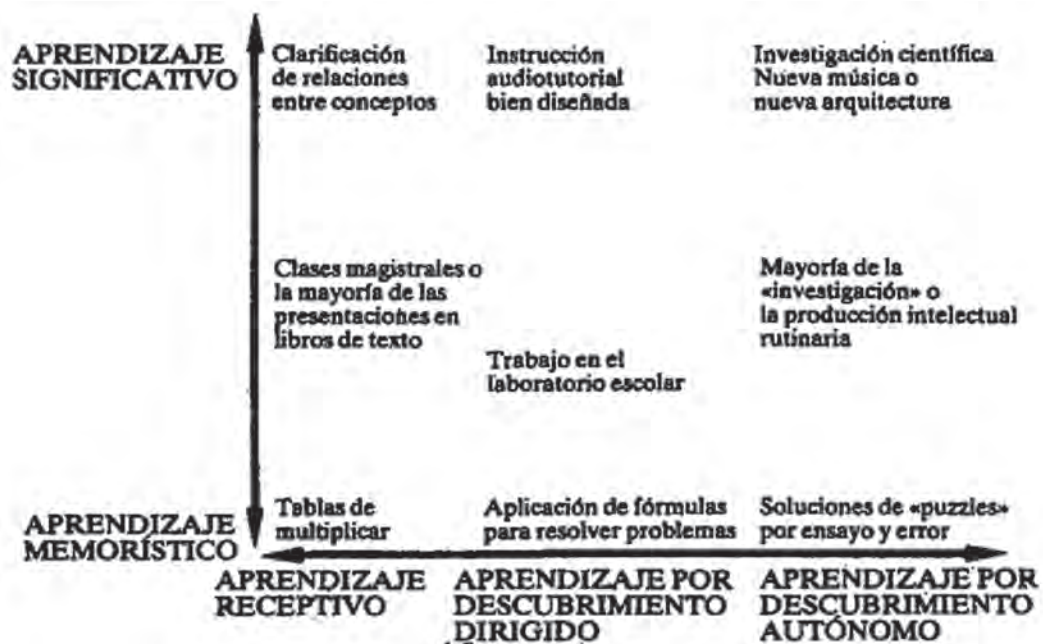 APRENDIZAJE
SIGNIFICATIVO
Clarificación
de relaciones
entre conceptos
Instrucción
audiotutorial
bien diseñada
Investigación científica
Nueva música o
nueva arquitectura
Clases magistrales o
la mayoría de las
presentaciones en
libros de texto
Trabajo en el
laboratorio escolar
Mayoría de la
«investigación» o
la producción intelectual
rutinaria
APRENDIZAJE
MEMORÍSTICO
Tablas de
multiplicar
Aplicación de fórmulas
para resolver problemas
Soluciones de «puzzles»
por ensayo y error
APRENDIZAJE
RECEPTIVO
APRENDIZAJE POR
DESCUBRIMIENTO
DIRIGIDO
APRENDIZAJE POR
DESCUBRIMIENTO
AUTÓNOMO